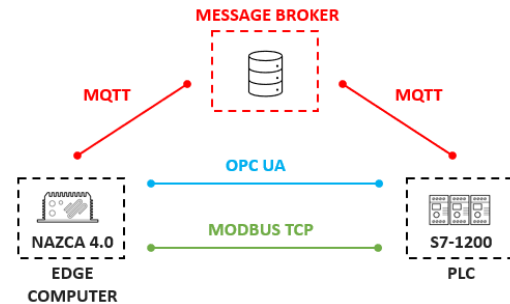 MESSAGE BROKER
MQTT
MQTT
OPC UA
NAZCA 4.0
MODBUS TCP
S7-1200
EDGE
COMPUTER
PLC